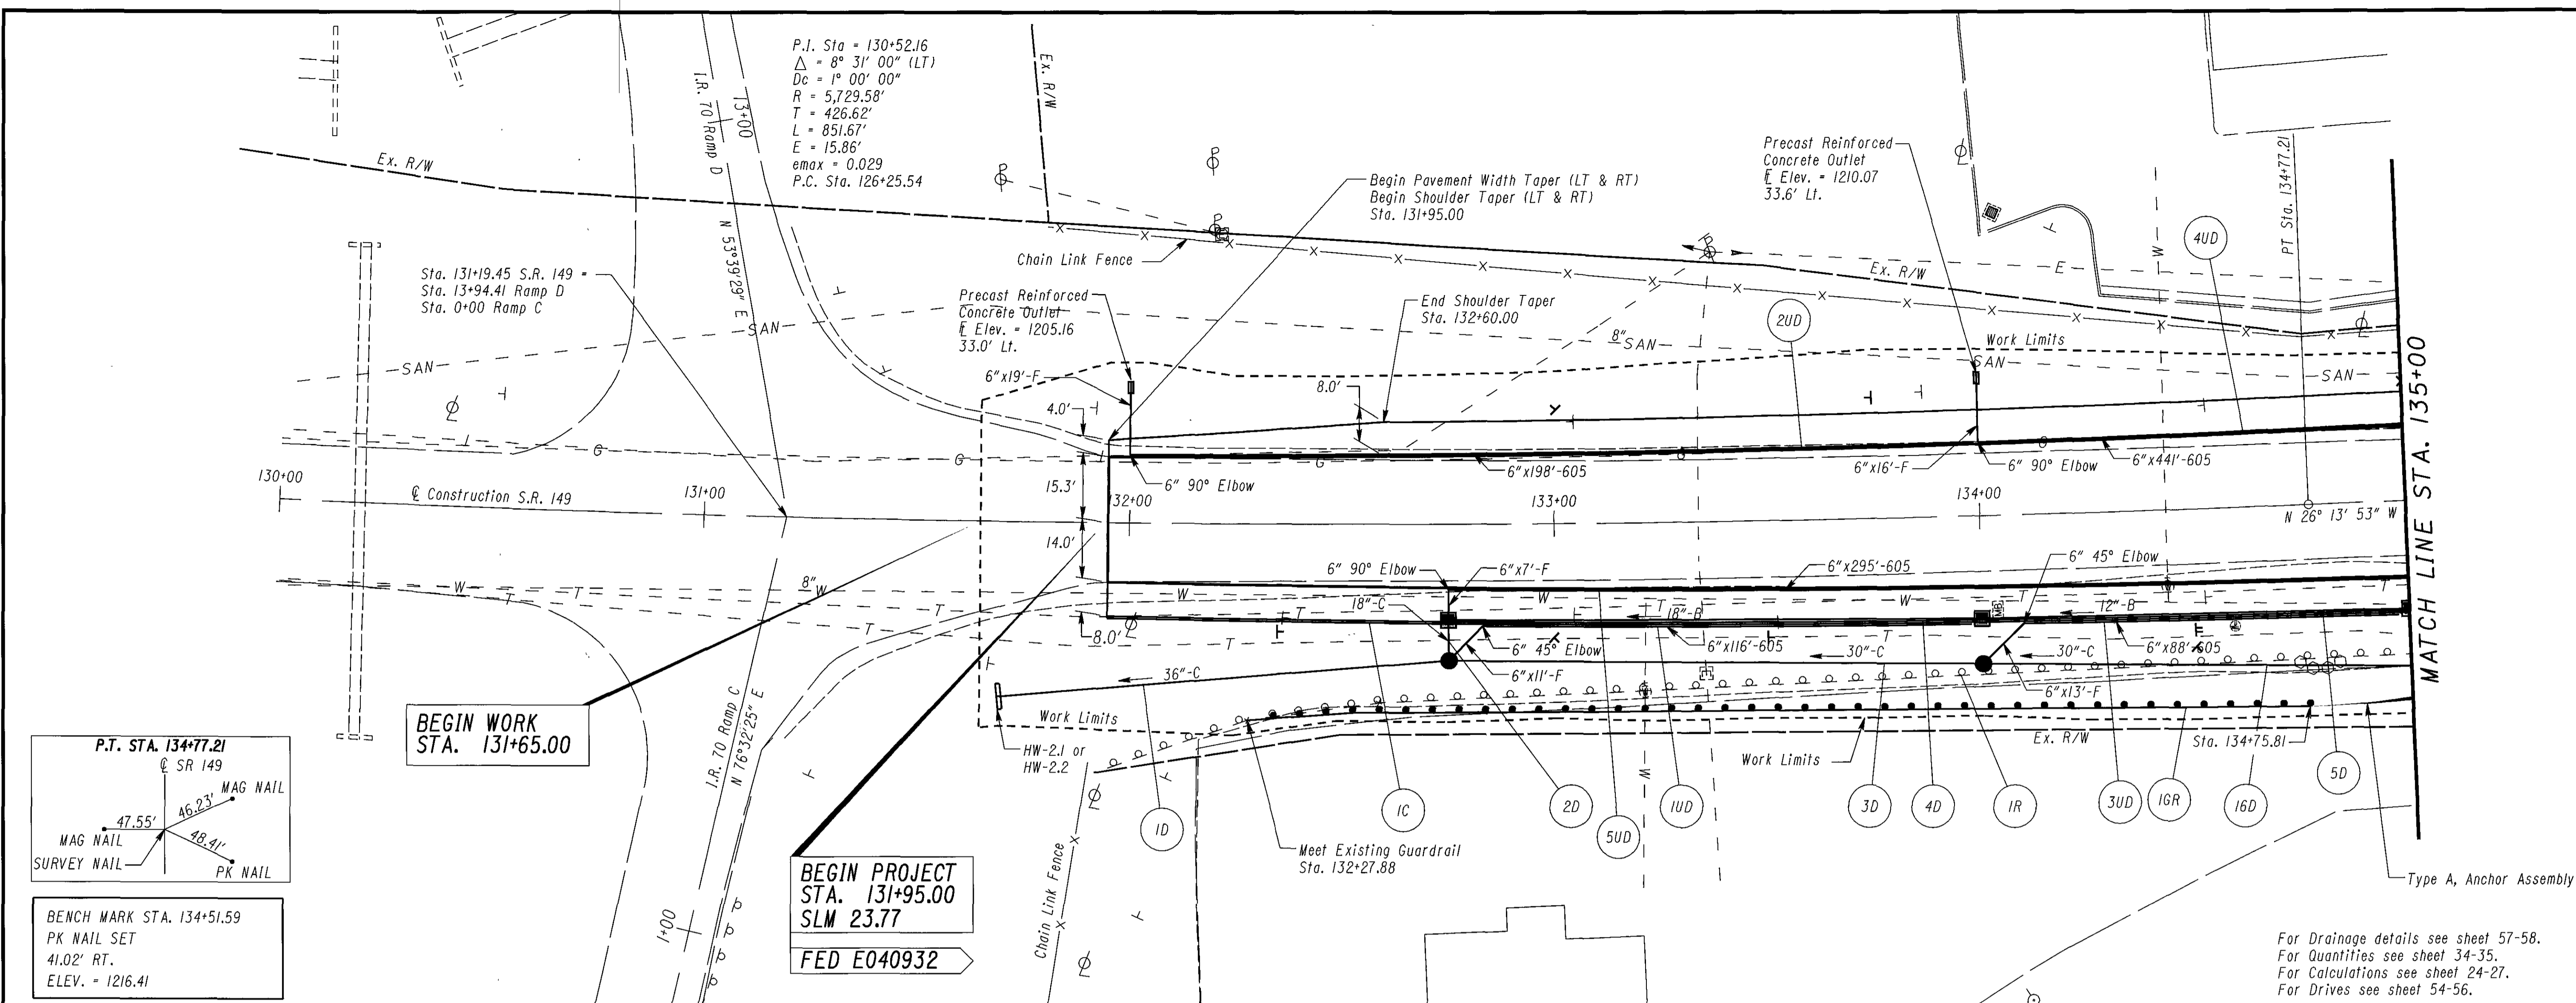 P.I. Sta = 130+52.16
Δ = 8° 31' 00" (LT)
Dc = 1° 00' 00"
R = 5,729.58'
T = 426.62'
L = 851.67'
E = 15.86'
emax = 0.029
P.C. Sta. 126+25.54
Ex. R/W
I.R. 70 Ramp D
13+00
N 53°39'29" E
Ex. R/W
Precast Reinforced
Concrete Outlet
℄ Elev. = 1210.07
33.6' Lt.
PT Sta. 134+77.21
Begin Pavement Width Taper (LT & RT)
Begin Shoulder Taper (LT & RT)
Sta. 131+95.00
Chain Link Fence
Ex. R/W
E
W
4UD
Sta. 131+19.45 S.R. 149 =
Sta. 13+94.41 Ramp D
Sta. 0+00 Ramp C
Precast Reinforced
Concrete Outlet
℄ Elev. = 1205.16
33.0' Lt.
End Shoulder Taper
Sta. 132+60.00
2UD
SAN
SAN
8" SAN
Work Limits
SAN
SAN
6"x19'-F
4.0'
8.0'
G
G
G
G
G
6"x198'-605
6"x16'-F
6" 90° Elbow
6"x441'-605
6" 90° Elbow
15.3'
130+00
℄ Construction S.R. 149
131+00
132+00
133+00
134+00
N 26° 13' 53" W
MATCH LINE STA. 135+00
14.0'
6" 90° Elbow
6"x7'-F
6"x295'-605
6" 45° Elbow
8" W
W
T
T
T
T
W
W
W
T
T
T
T
18"-C
18"-B
12"-B
MB
8.0'
6" 45° Elbow
6"x116'-605
6"x88'-605
36"-C
6"x11'-F
30"-C
30"-C
6"x13'-F
Work Limits
HW-2.1 or
HW-2.2
Ex. R/W
Work Limits
Sta. 134+75.81
W
1D
1C
2D
5UD
1UD
3D
4D
1R
3UD
1GR
16D
5D
BEGIN WORK
STA. 131+65.00
I.R. 70 Ramp C
N 76°32'25" E
1+00
Chain Link Fence
Meet Existing Guardrail
Sta. 132+27.88
Type A, Anchor Assembly
BEGIN PROJECT
STA. 131+95.00
SLM 23.77
FED E040932
P.T. STA. 134+77.21
℄ SR 149
MAG NAIL
46.23'
47.55'
MAG NAIL
48.41'
SURVEY NAIL
PK NAIL
BENCH MARK STA. 134+51.59
PK NAIL SET
41.02' RT.
ELEV. = 1216.41
For Drainage details see sheet 57-58.
For Quantities see sheet 34-35.
For Calculations see sheet 24-27.
For Drives see sheet 54-56.